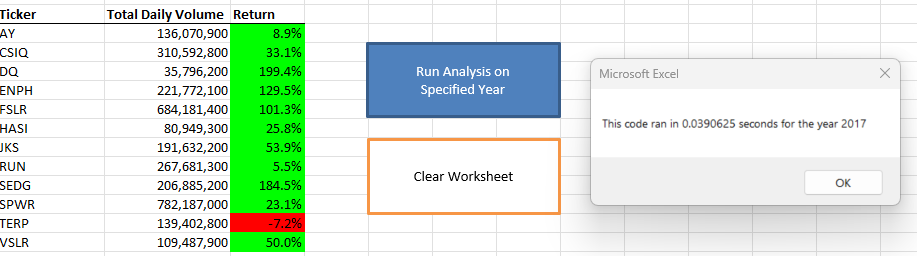 Ticker Total Daily Volume Return
AY 136,070,900 8.9%
CSIQ 310,592,800 33.1%
DQ 35,796,200 199.4%
ENPH 221,772,100 129.5%
FSLR 684,181,400 101.3%
HASI 80,949,300 25.8%
JKS 191,632,200 53.9%
RUN 267,681,300 5.5%
SEDG 206,885,200 184.5%
SPWR 782,187,000 23.1%
TERP 139,402,800 -7.2%
VSLR 109,487,900 50.0%
Run Analysis on
Specified Year
Clear Worksheet
Microsoft Excel
This code ran in 0.0390625 seconds for the year 2017
OK